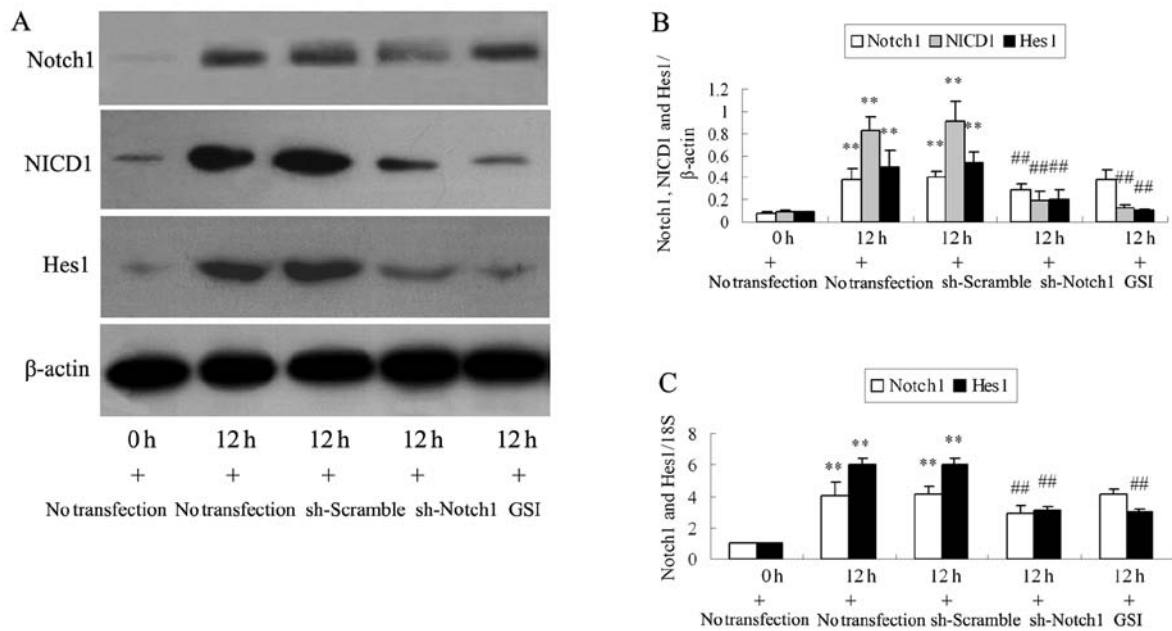 A
Notch1
NICD1
Hes1
β-actin
0 h 12 h 12 h 12 h 12 h
+ + + + +
No transfection No transfection sh-Scramble sh-Notch1 GSI
B
Notch1 NICD1 Hes1
Notch1, NICD1 and Hes1/
β-actin
1.2
1
0.8
0.6
0.4
0.2
0
** ** ** ** ** ** ## ## ## ## ##
0 h 12 h 12 h 12 h 12 h
+ + + + +
No transfection No transfection sh-Scramble sh-Notch1 GSI
C
Notch1 Hes1
Notch1 and Hes1/18S
8
6
4
2
0
** ** ** ** ## ## ##
0 h 12 h 12 h 12 h 12 h
+ + + + +
No transfection No transfection sh-Scramble sh-Notch1 GSI